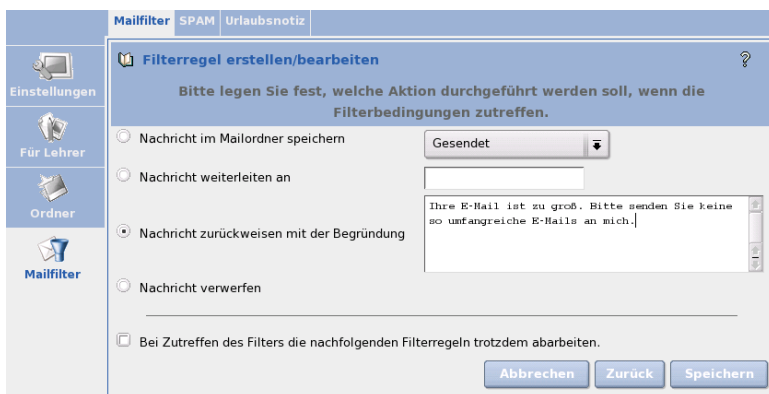 Mailfilter SPAM Urlaubsnotiz
Filterregel erstellen/bearbeiten
Bitte legen Sie fest, welche Aktion durchgeführt werden soll, wenn die
Filterbedingungen zutreffen.
Einstellungen
Für Lehrer
Ordner
Mailfilter
Nachricht im Mailordner speichern
Gesendet
Nachricht weiterleiten an
Nachricht zurückweisen mit der Begründung
Ihre E-Mail ist zu groß. Bitte senden Sie keine
so umfangreiche E-Mails an mich.
Nachricht verwerfen
Bei Zutreffen des Filters die nachfolgenden Filterregeln trotzdem abarbeiten.
Abbrechen Zurück Speichern